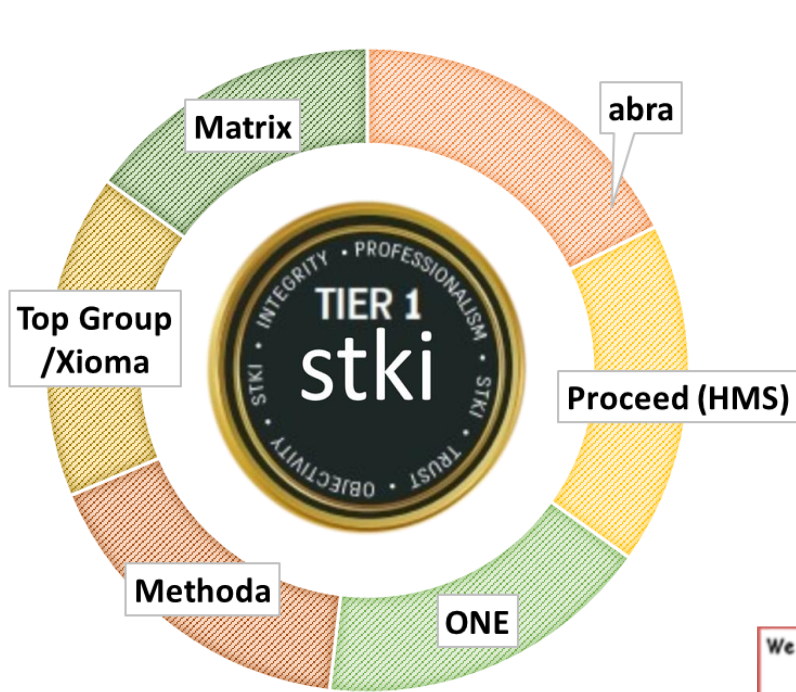 Matrix
abra
Top Group
/Xioma
Proceed (HMS)
Methoda
ONE
TIER 1
stki
STKI • INTEGRITY • PROFESSIONALISM • STKI • TRUST • OBJECTIVITY •
We